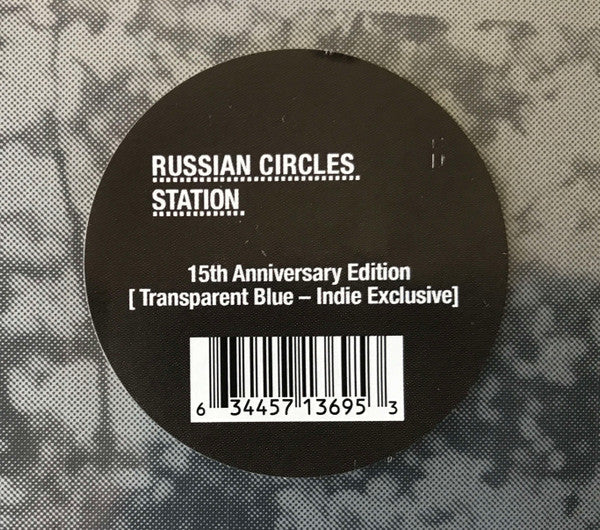 RUSSIAN CIRCLES
STATION
15th Anniversary Edition
[ Transparent Blue – Indie Exclusive]
6 34457 13695 3